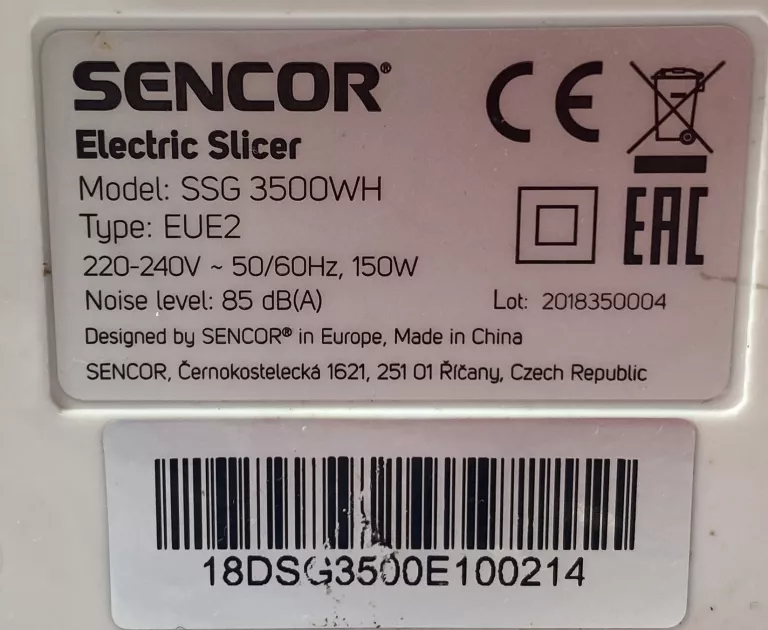 SENCOR®
CE
Electric Slicer
Model: SSG 3500WH
Type: EUE2
EAC
220-240V ~ 50/60Hz, 150W
Noise level: 85 dB(A)
Lot: 2018350004
Designed by SENCOR® in Europe, Made in China
SENCOR, Černokostelecká 1621, 251 01 Říčany, Czech Republic
18DSG3500E100214